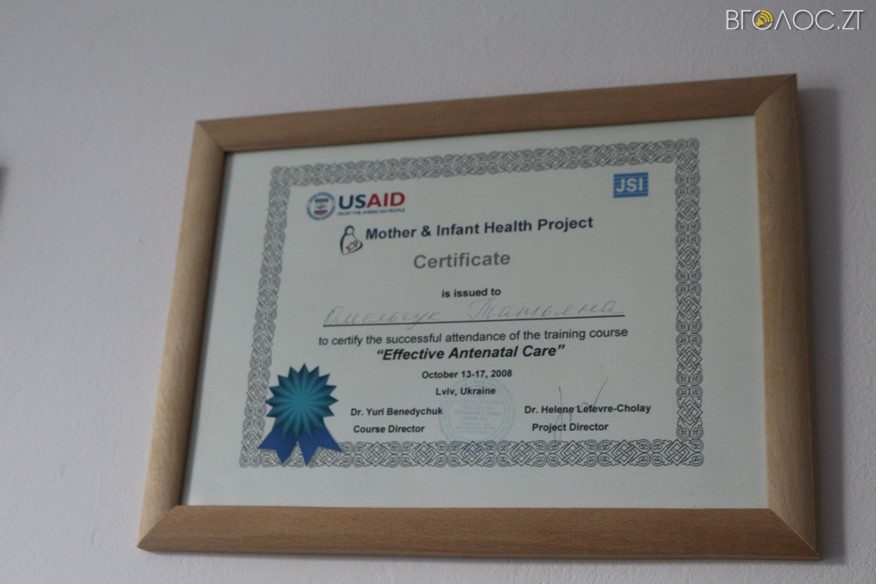 ВГОЛОС.ZT
USAID
FROM THE AMERICAN PEOPLE
JSI
Mother & Infant Health Project
Certificate
is issued to
Омельчук Татьяна
to certify the successful attendance of the training course
"Effective Antenatal Care"
October 13-17, 2008
Lviv, Ukraine
Dr. Yuri Benedychuk
Course Director
Dr. Helene Lefevre-Cholay
Project Director